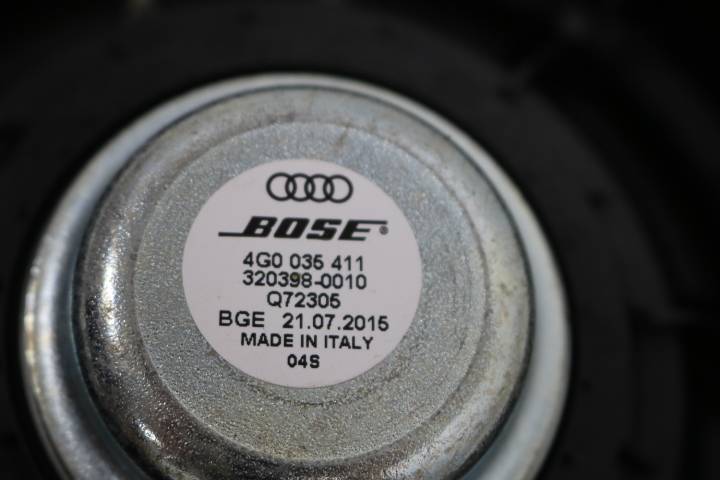 BOSE®
4G0 035 411
320398-0010
Q72305
BGE 21.07.2015
MADE IN ITALY
04S